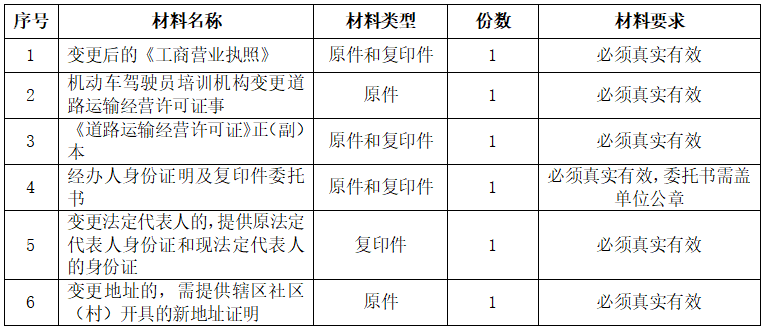 序号 材料名称 材料类型 份数 材料要求
1 变更后的《工商营业执照》 原件和复印件 1 必须真实有效
2 机动车驾驶员培训机构变更道
路运输经营许可证事 原件 1 必须真实有效
3 《道路运输经营许可证》正（副）
本 原件和复印件 1 必须真实有效
4 经办人身份证明及复印件委托
书 原件和复印件 1 必须真实有效，委托书需盖
单位公章
5 变更法定代表人的，提供原法定
代表人身份证和现法定代表人
的身份证 复印件 1 必须真实有效
6 变更地址的，需提供辖区社区
（村）开具的新地址证明 原件 1 必须真实有效